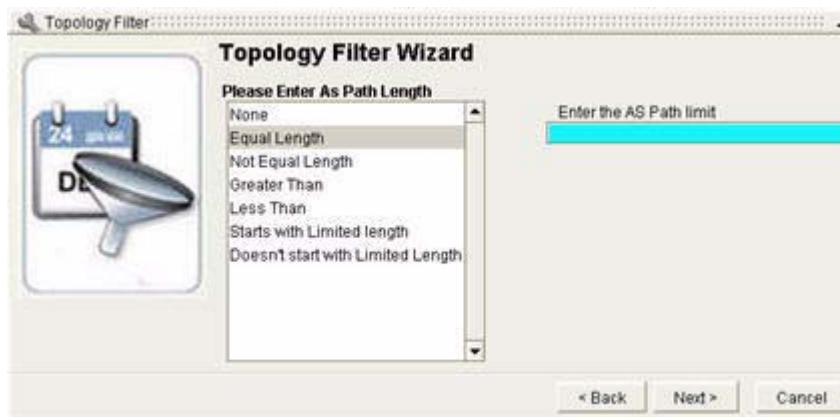 Topology Filter
Topology Filter Wizard
Please Enter As Path Length
None
Equal Length
Not Equal Length
Greater Than
Less Than
Starts with Limited length
Doesn't start with Limited Length
Enter the AS Path limit
24
< Back
Next >
Cancel